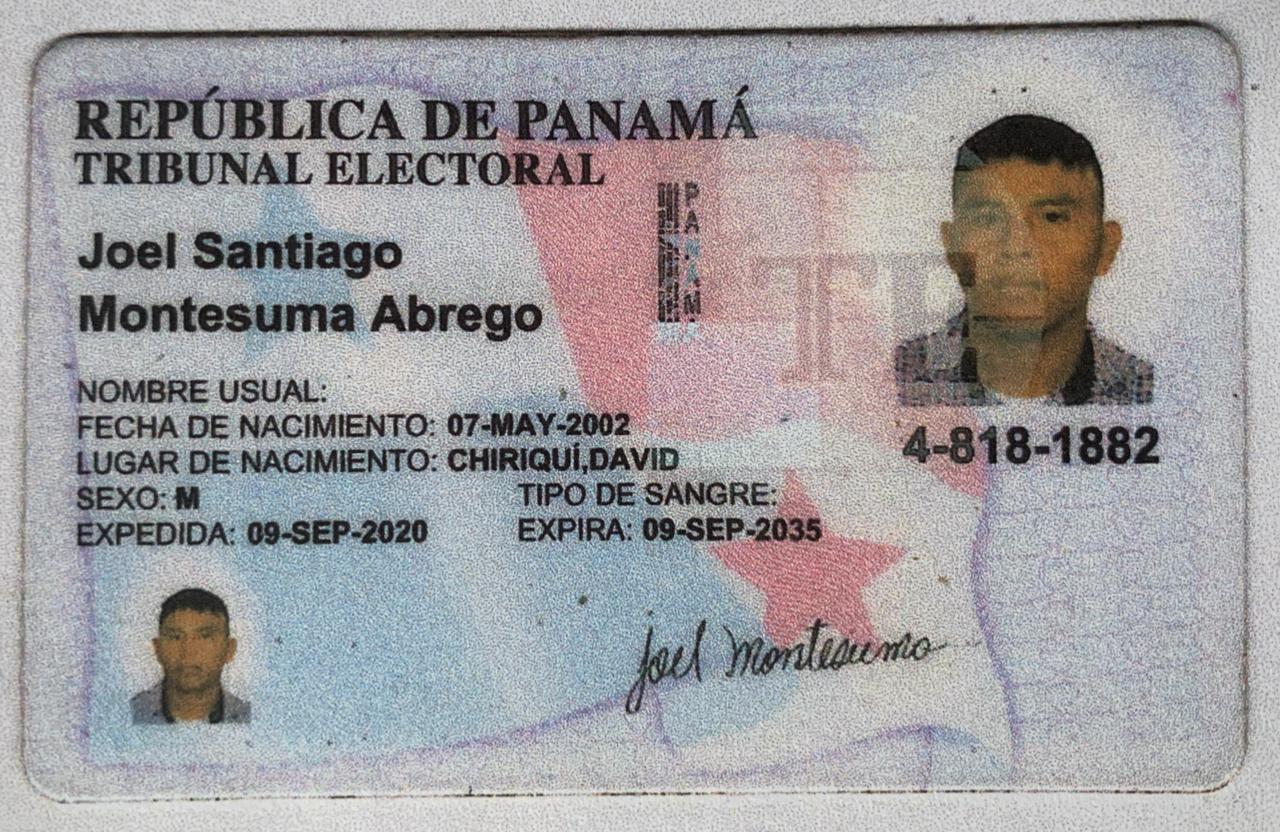 REPÚBLICA DE PANAMÁ
TRIBUNAL ELECTORAL
Joel Santiago
Montesuma Abrego
PANAMA
TE
NOMBRE USUAL:
FECHA DE NACIMIENTO: 07-MAY-2002
LUGAR DE NACIMIENTO: CHIRIQUÍ,DAVID
SEXO: M
TIPO DE SANGRE:
EXPEDIDA: 09-SEP-2020
EXPIRA: 09-SEP-2035
4-818-1882
Joel Montesuma